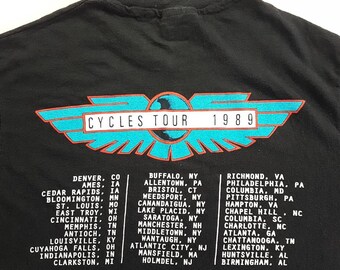 CYCLES TOUR 1989
DENVER, CO
AMES, IA
CEDAR RAPIDS, IA
BLOOMINGTON, MN
ST. LOUIS, MO
EAST TROY, WI
CINCINNATI, OH
MEMPHIS, TN
ANTIOCH, TN
LOUISVILLE, KY
CUYAHOGA FALLS, OH
INDIANAPOLIS, IN
CLARKSTON, MI
BUFFALO, NY
ALLENTOWN, PA
BRISTOL, CT
WEEDSPORT, NY
CANANDAIGUA, NY
LAKE PLACID, NY
SARATOGA, NY
MANCHESTER, NH
MIDDLETOWN, NY
WANTAUGH, NY
ATLANTIC CITY, NJ
MANSFIELD, MA
HOLMDEL, NJ
RICHMOND, VA
PHILADELPHIA, PA
COLUMBIA, MD
PITTSBURGH, PA
HAMPTON, VA
CHAPEL HILL, NC
COLUMBIA, SC
CHARLOTTE, NC
ATLANTA, GA
CHATTANOOGA, TN
LEXINGTON, KY
HUNTSVILLE, AL
BIRMINGHAM, AL